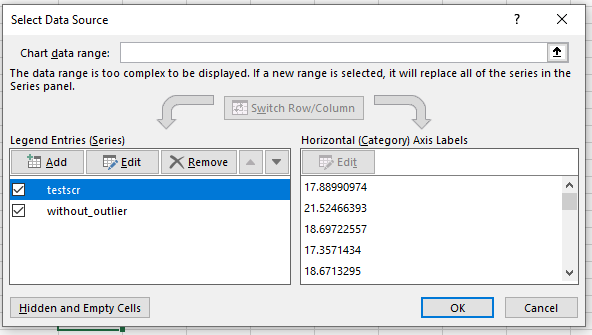 Select Data Source
? ×
Chart data range:
The data range is too complex to be displayed. If a new range is selected, it will replace all of the series in the
Series panel.
Switch Row/Column
Legend Entries (Series)
Add Edit Remove
testscr
without_outlier
Horizontal (Category) Axis Labels
Edit
17.88990974
21.52466393
18.69722557
17.3571434
18.6713295
Hidden and Empty Cells
OK
Cancel